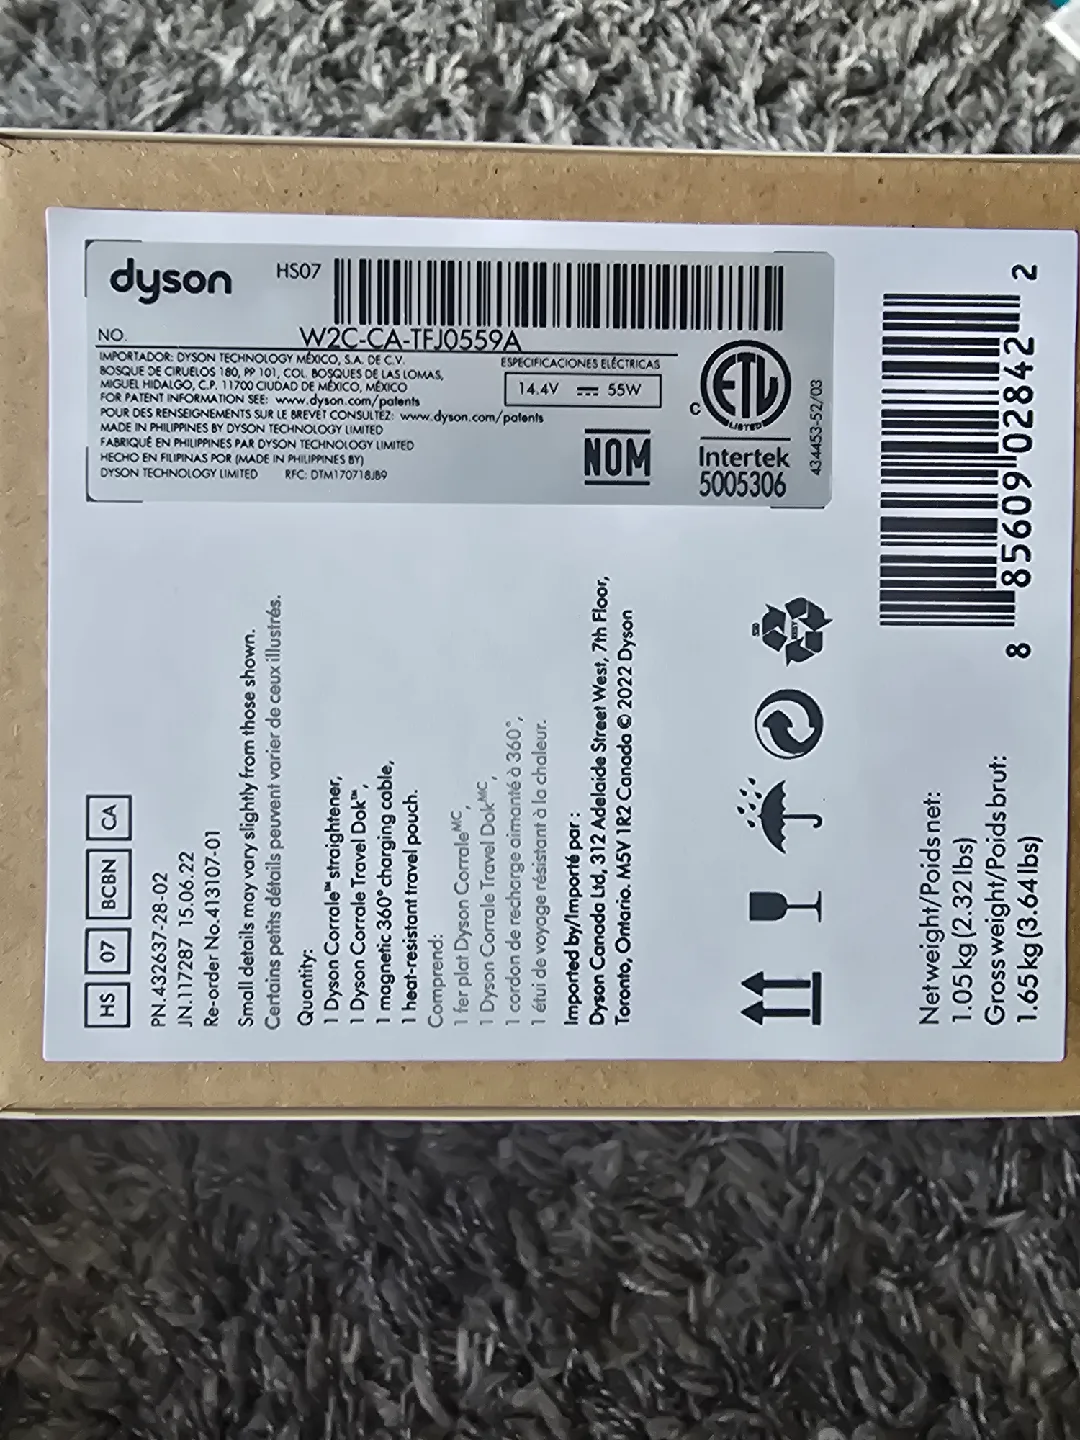 dyson
HS07
NO.
W2C-CA-TFJ0559A
IMPORTADOR: DYSON TECHNOLOGY MÉXICO, S.A. DE C.V.
BOSQUE DE CIRUELOS 180, PP 101, COL. BOSQUES DE LAS LOMAS,
MIGUEL HIDALGO, C.P. 11700 CIUDAD DE MÉXICO, MÉXICO
FOR PATENT INFORMATION SEE: www.dyson.com/patents
POUR DES RENSEIGNEMENTS SUR LE BREVET CONSULTEZ: www.dyson.com/patents
MADE IN PHILIPPINES BY DYSON TECHNOLOGY LIMITED
FABRIQUÉ EN PHILIPPINES PAR DYSON TECHNOLOGY LIMITED
HECHO EN FILIPINAS POR (MADE IN PHILIPPINES BY)
DYSON TECHNOLOGY LIMITED RFC: DTM170718JB9
ESPECIFICACIONES ELÉCTRICAS
14.4V ⎓ 55W
NOM
C ETL
LISTED
Intertek
5005306
434453-52/03
HS 07 BCBN CA
PN.432637-28-02
JN.117287 15.06.22
Re-order No.413107-01
Small details may vary slightly from those shown.
Certains petits détails peuvent varier de ceux illustrés.
Quantity:
1 Dyson Corrale™ straightener,
1 Dyson Corrale Travel Dok™,
1 magnetic 360° charging cable,
1 heat-resistant travel pouch.
Comprend:
1 fer plat Dyson Corrale MC,
1 Dyson Corrale Travel Dok MC,
1 cordon de recharge aimanté à 360°,
1 étui de voyage résistant à la chaleur.
Imported by/Importé par :
Dyson Canada Ltd, 312 Adelaide Street West, 7th Floor,
Toronto, Ontario. M5V 1R2 Canada © 2022 Dyson
Net weight/Poids net:
1.05 kg (2.32 lbs)
Gross weight/Poids brut:
1.65 kg (3.64 lbs)
8 85609 02842 2